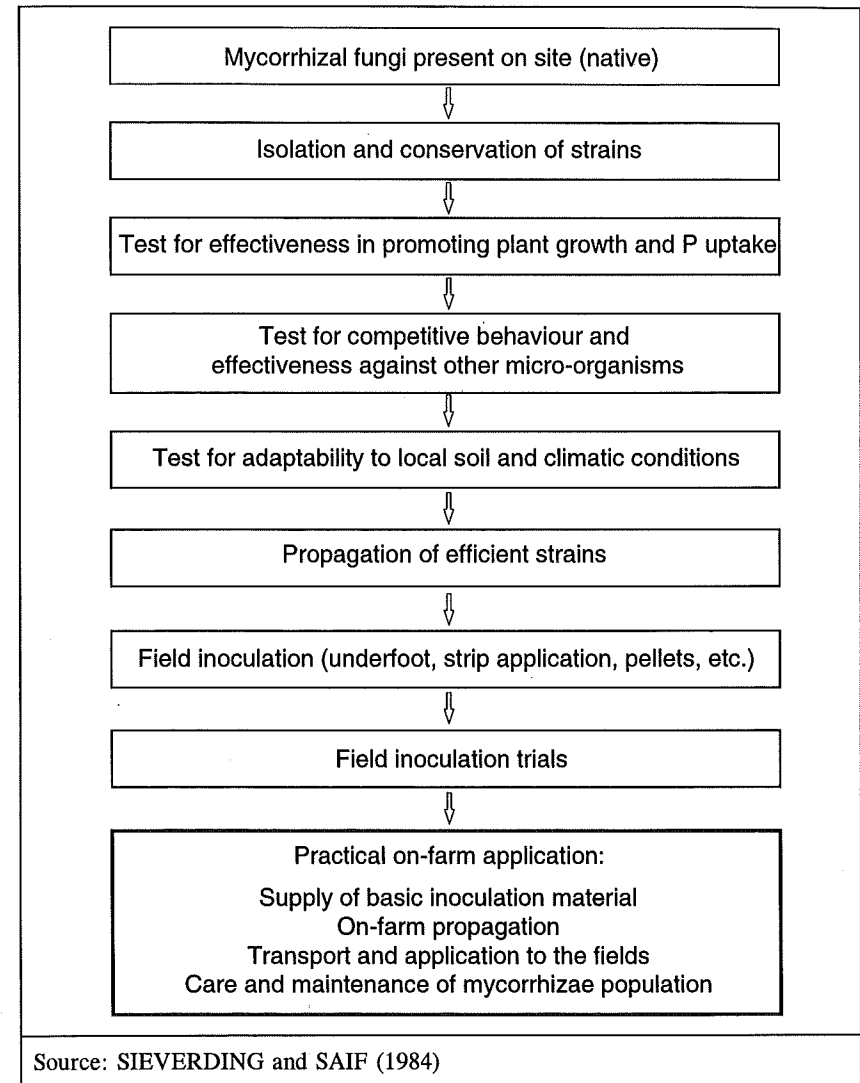 Mycorrhizal fungi present on site (native)
Isolation and conservation of strains
Test for effectiveness in promoting plant growth and P uptake
Test for competitive behaviour and
effectiveness against other micro-organisms
Test for adaptability to local soil and climatic conditions
Propagation of efficient strains
Field inoculation (underfoot, strip application, pellets, etc.)
Field inoculation trials
Practical on-farm application:
Supply of basic inoculation material
On-farm propagation
Transport and application to the fields
Care and maintenance of mycorrhizae population
Source: SIEVERDING and SAIF (1984)